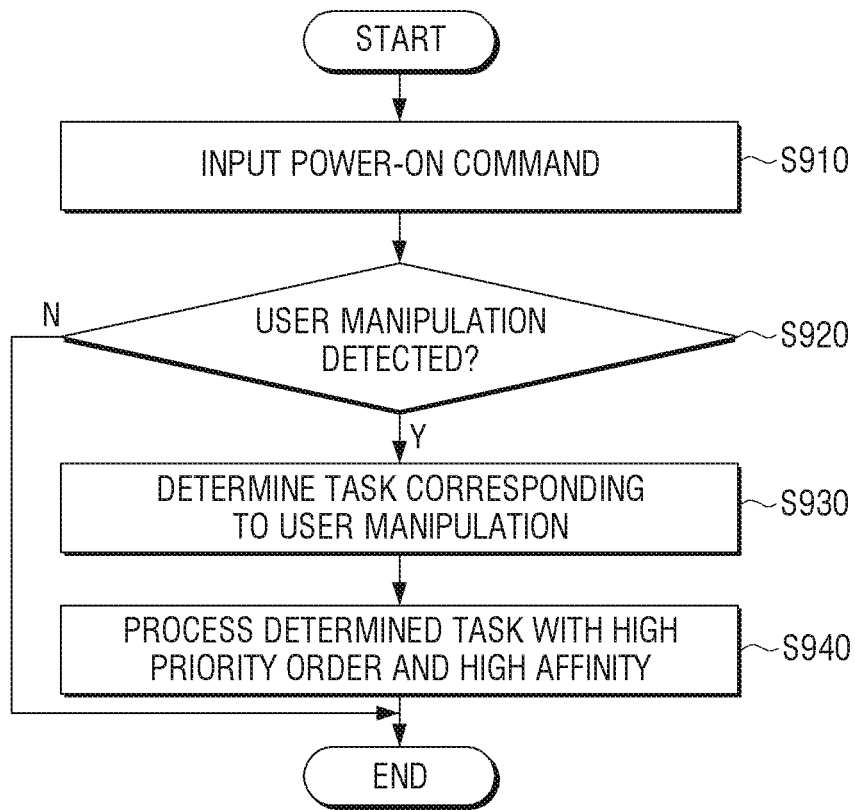 START
INPUT POWER-ON COMMAND
S910
N
USER MANIPULATION
DETECTED?
S920
Y
DETERMINE TASK CORRESPONDING
TO USER MANIPULATION
S930
PROCESS DETERMINED TASK WITH HIGH
PRIORITY ORDER AND HIGH AFFINITY
S940
END